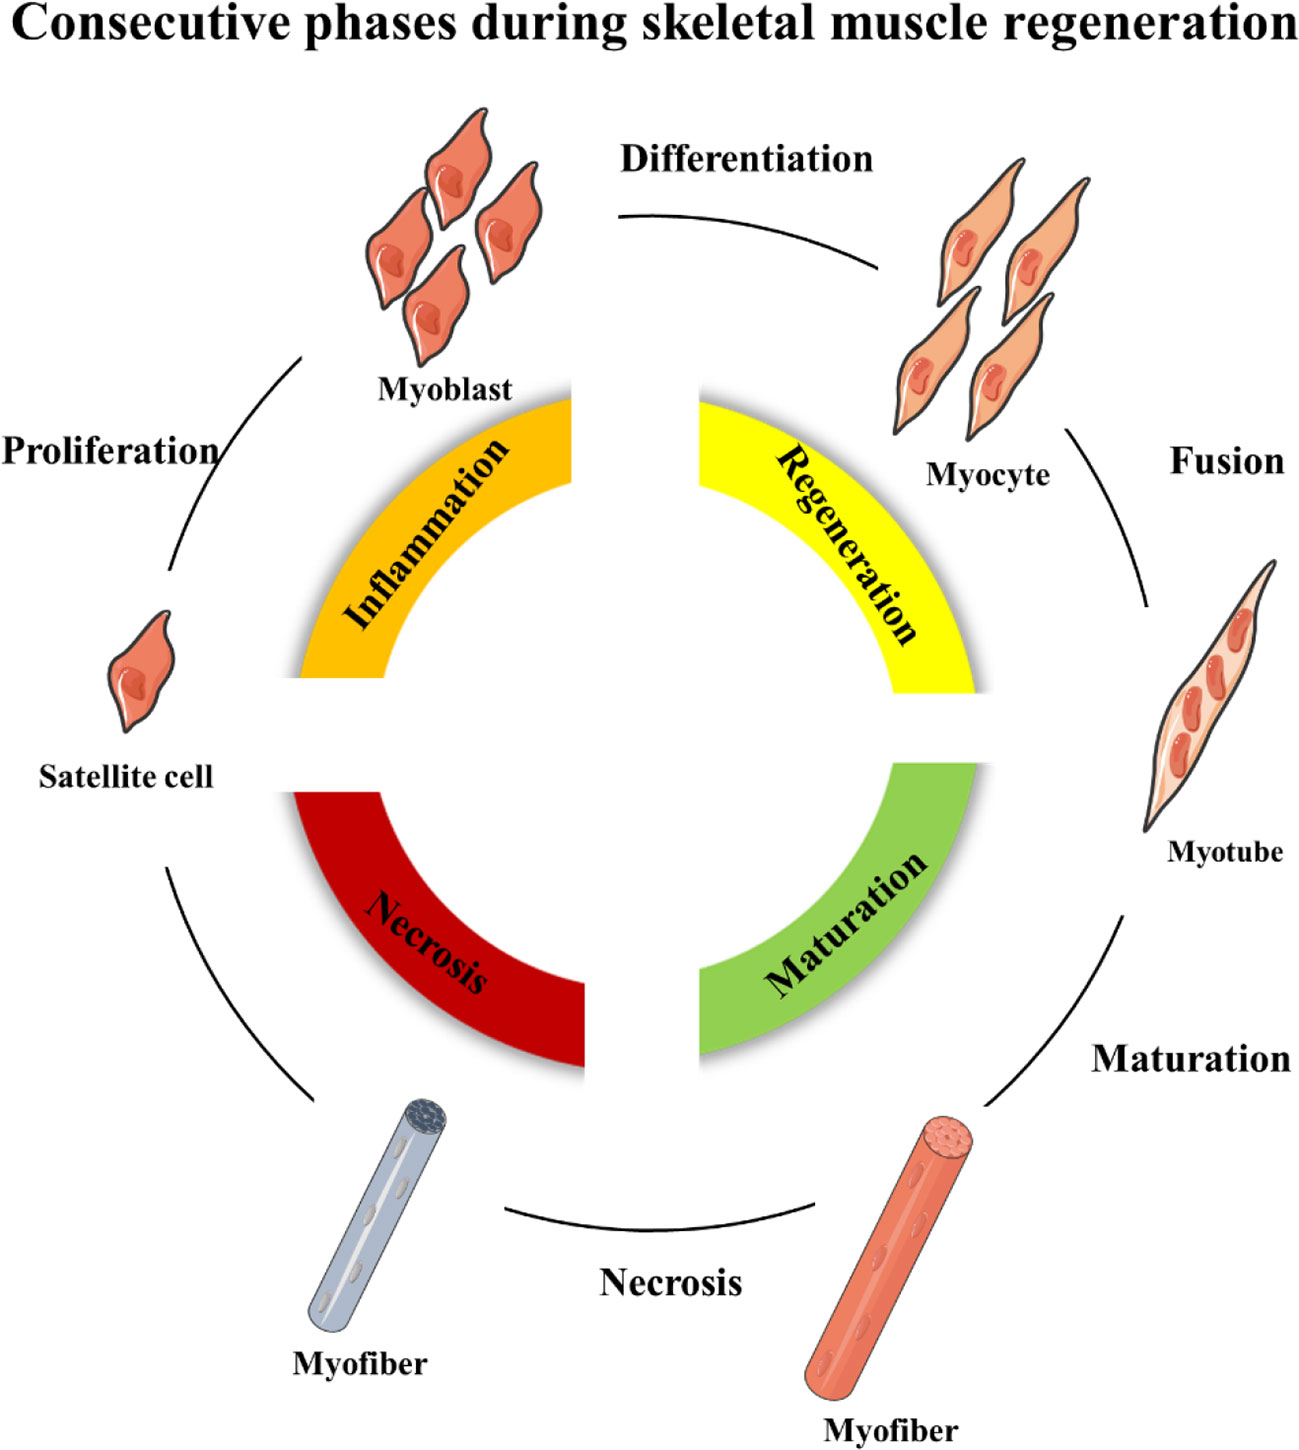 Consecutive phases during skeletal muscle regeneration
Differentiation
Myoblast
Proliferation
Myocyte
Fusion
Inflammation
Regeneration
Satellite cell
Myotube
Necrosis
Maturation
Maturation
Necrosis
Myofiber
Myofiber